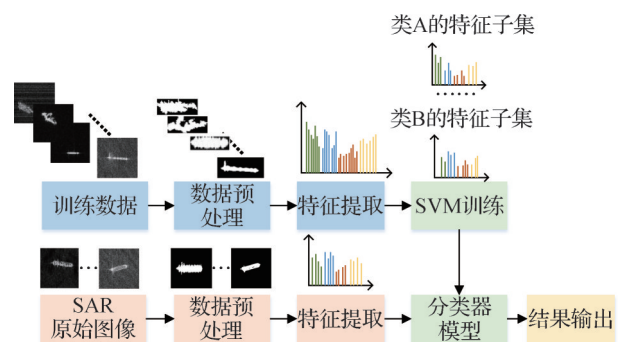 类A的特征子集
······
类B的特征子集
训练数据
数据预
处理
特征提取
SVM训练
···
···
SAR
原始图像
数据预
处理
特征提取
分类器
模型
结果输出